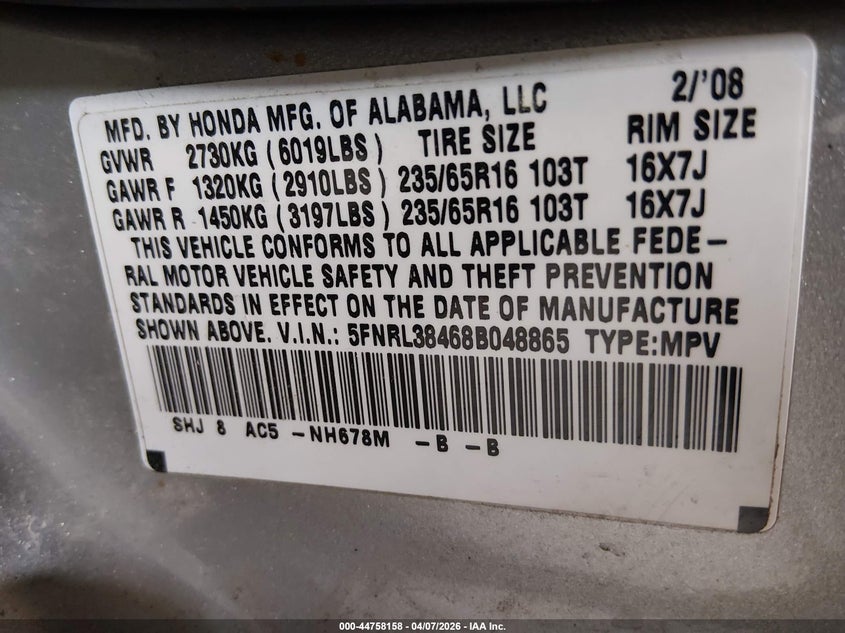 MFD. BY HONDA MFG. OF ALABAMA, LLC 2/'08
GVWR 2730KG (6019LBS) TIRE SIZE RIM SIZE
GAWR F 1320KG (2910LBS) 235/65R16 103T 16X7J
GAWR R 1450KG (3197LBS) 235/65R16 103T 16X7J
THIS VEHICLE CONFORMS TO ALL APPLICABLE FEDE-
RAL MOTOR VEHICLE SAFETY AND THEFT PREVENTION
STANDARDS IN EFFECT ON THE DATE OF MANUFACTURE
SHOWN ABOVE. V.I.N.: 5FNRL38468B048865 TYPE:MPV
SHJ 8 AC5 -NH678M -B -B
000-44758158 | 04/07/2026 | IAA Inc.